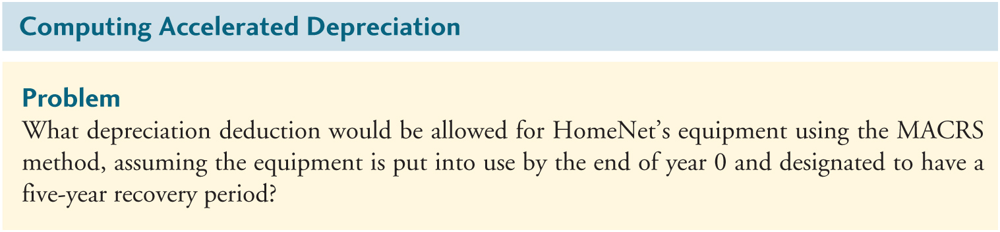 Computing Accelerated Depreciation
Problem
What depreciation deduction would be allowed for HomeNet’s equipment using the MACRS
method, assuming the equipment is put into use by the end of year 0 and designated to have a
five-year recovery period?